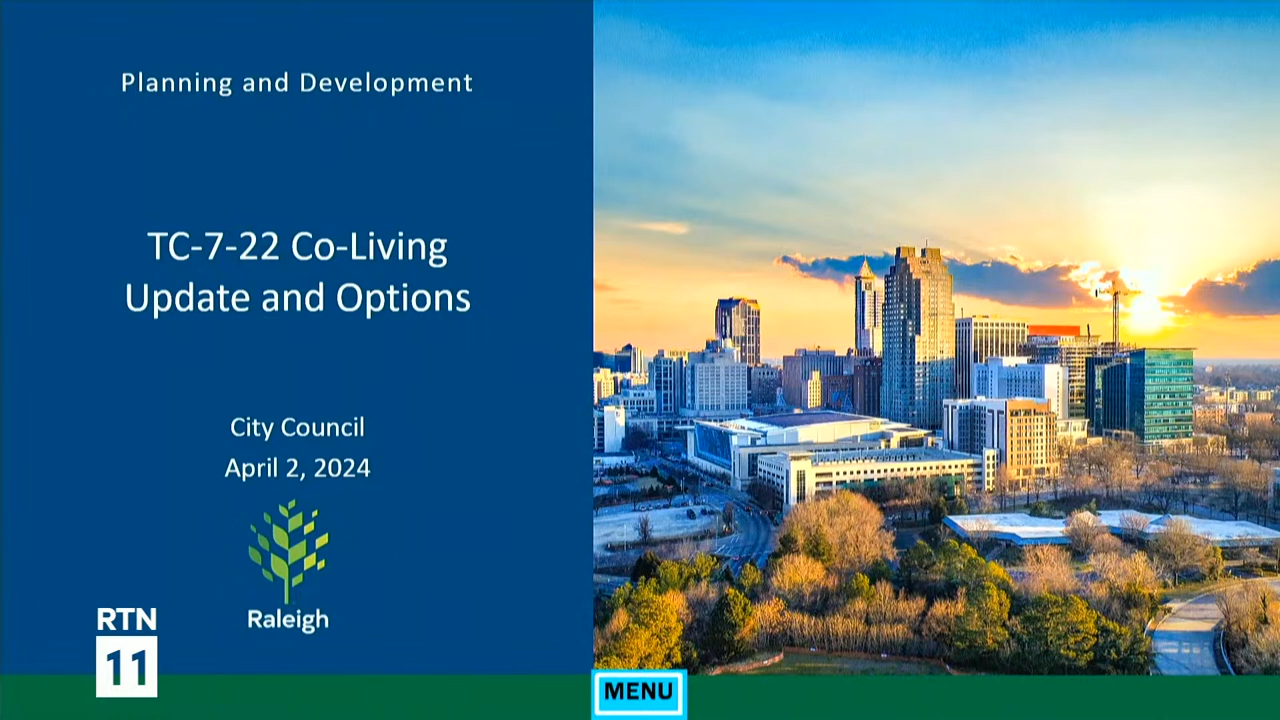 Planning and Development
TC-7-22 Co-Living
Update and Options
City Council
April 2, 2024
Raleigh
RTN
11
MENU